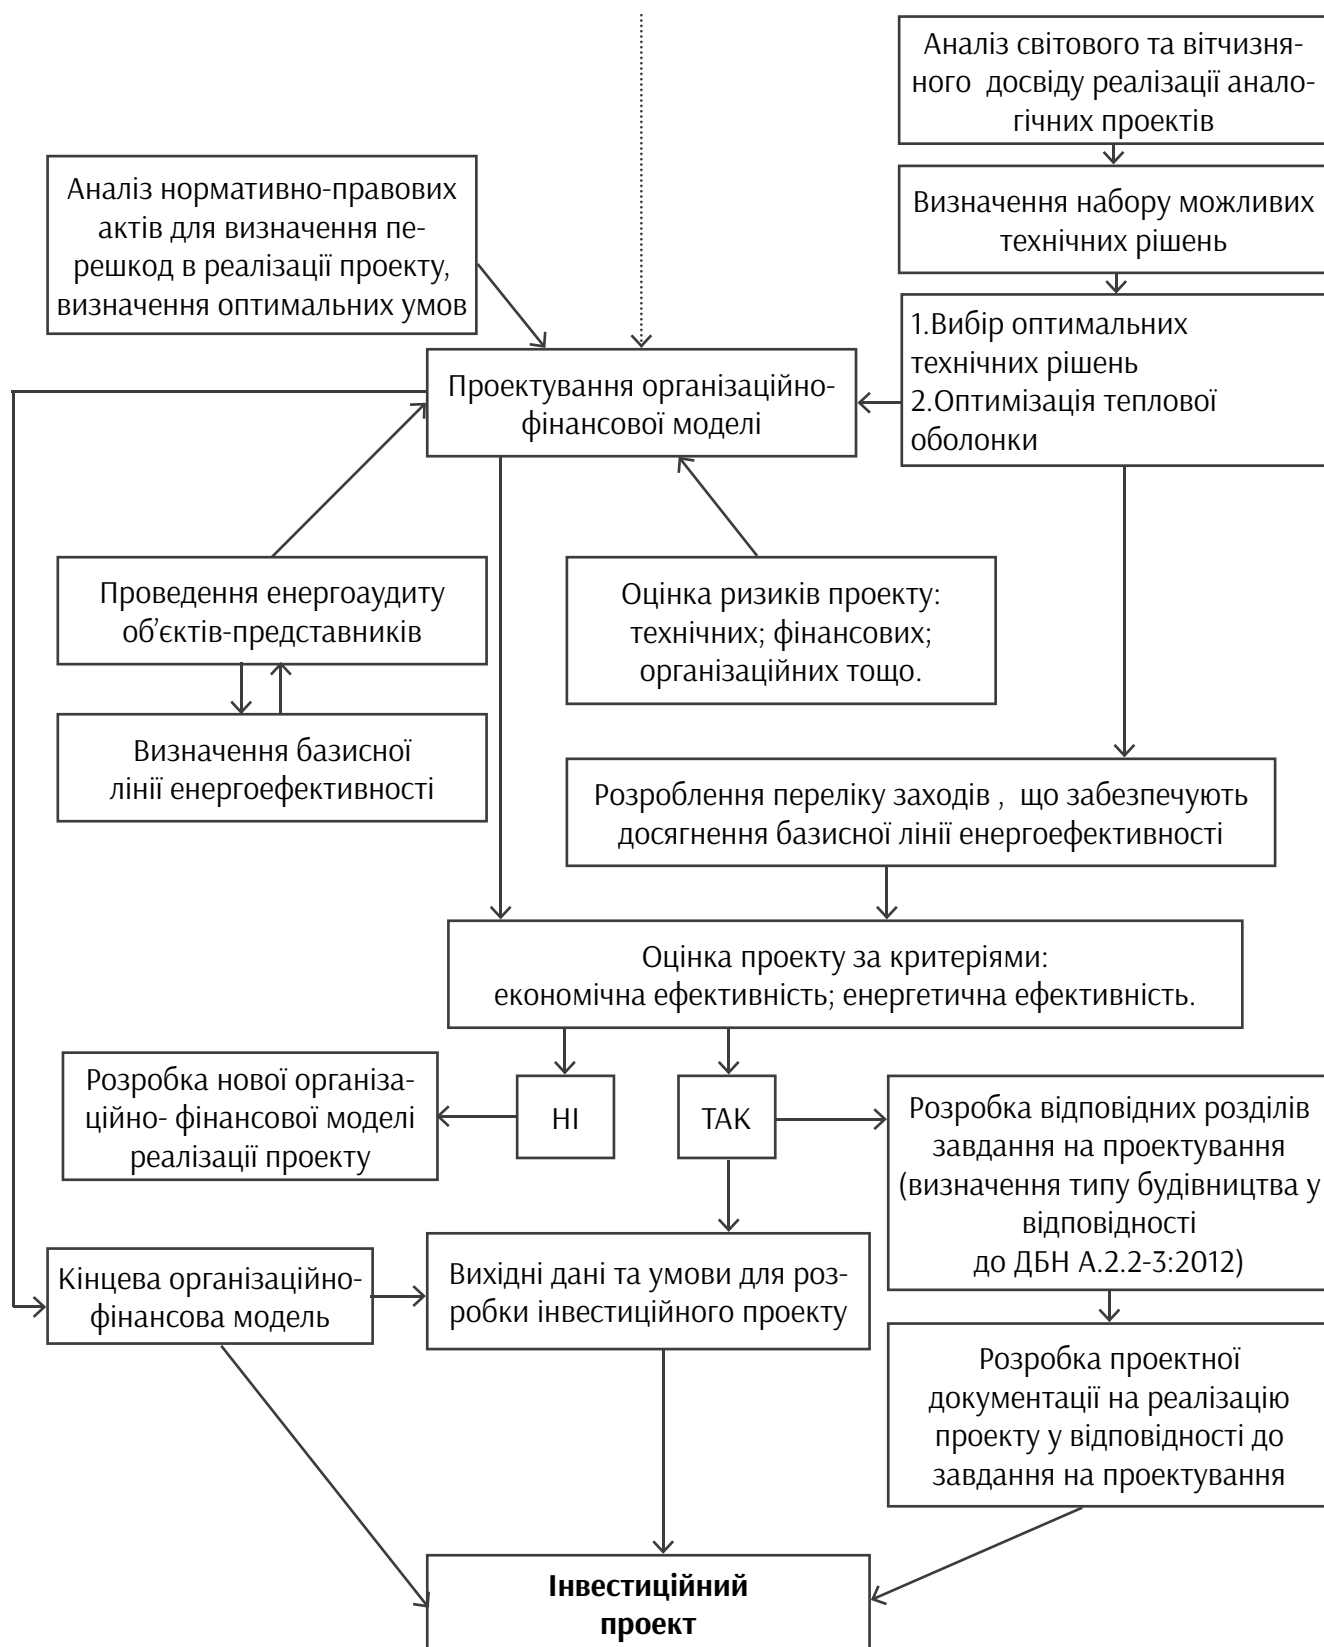 Аналіз світового та вітчизня-
ного досвіду реалізації анало-
гічних проектів
Аналіз нормативно-правових
актів для визначення пе-
решкод в реалізації проекту,
визначення оптимальних умов
Визначення набору можливих
технічних рішень
1.Вибір оптимальних
технічних рішень
2.Оптимізація теплової
оболонки
Проектування організаційно-
фінансової моделі
Проведення енергоаудиту
об’єктів-представників
Оцінка ризиків проекту:
технічних; фінансових;
організаційних тощо.
Визначення базисної
лінії енергоефективності
Розроблення переліку заходів , що забезпечують
досягнення базисної лінії енергоефективності
Оцінка проекту за критеріями:
економічна ефективність; енергетична ефективність.
Розробка нової організа-
ційно- фінансової моделі
реалізації проекту
НІ
ТАК
Розробка відповідних розділів
завдання на проектування
(визначення типу будівництва у
відповідності
до ДБН А.2.2-3:2012)
Кінцева організаційно-
фінансова модель
Вихідні дані та умови для роз-
робки інвестиційного проекту
Розробка проектної
документації на реалізацію
проекту у відповідності до
завдання на проектування
Інвестиційний
проект